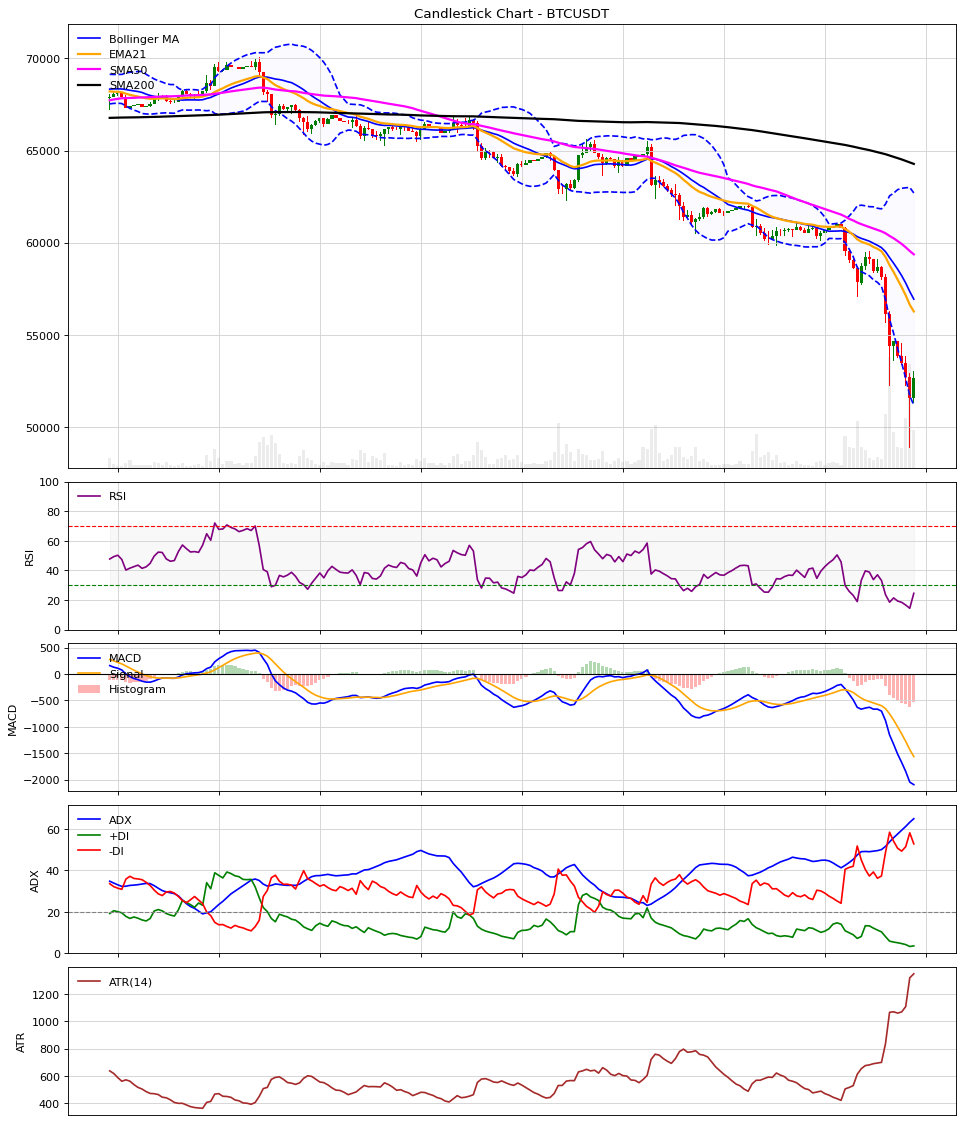 Candlestick Chart - BTCUSDT
Bollinger MA
EMA21
SMA50
SMA200
70000
65000
60000
55000
50000
RSI
RSI
100
80
60
40
20
0
MACD
Signal
Histogram
MACD
500
0
−500
−1000
−1500
−2000
ADX
+DI
-DI
ADX
60
40
20
0
ATR(14)
ATR
1200
1000
800
600
400